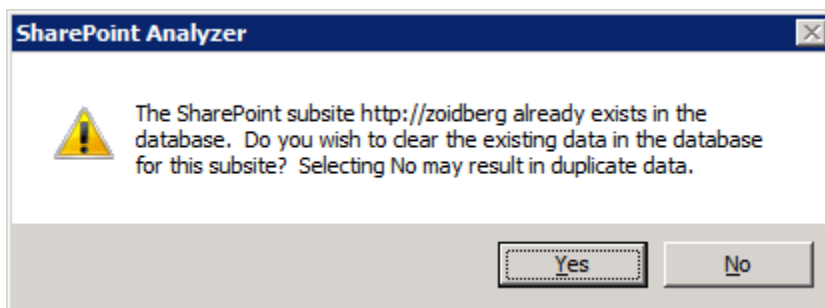 SharePoint Analyzer
The SharePoint subsite http://zoidberg already exists in the
database.  Do you wish to clear the existing data in the database
for this subsite?  Selecting No may result in duplicate data.
Yes
No